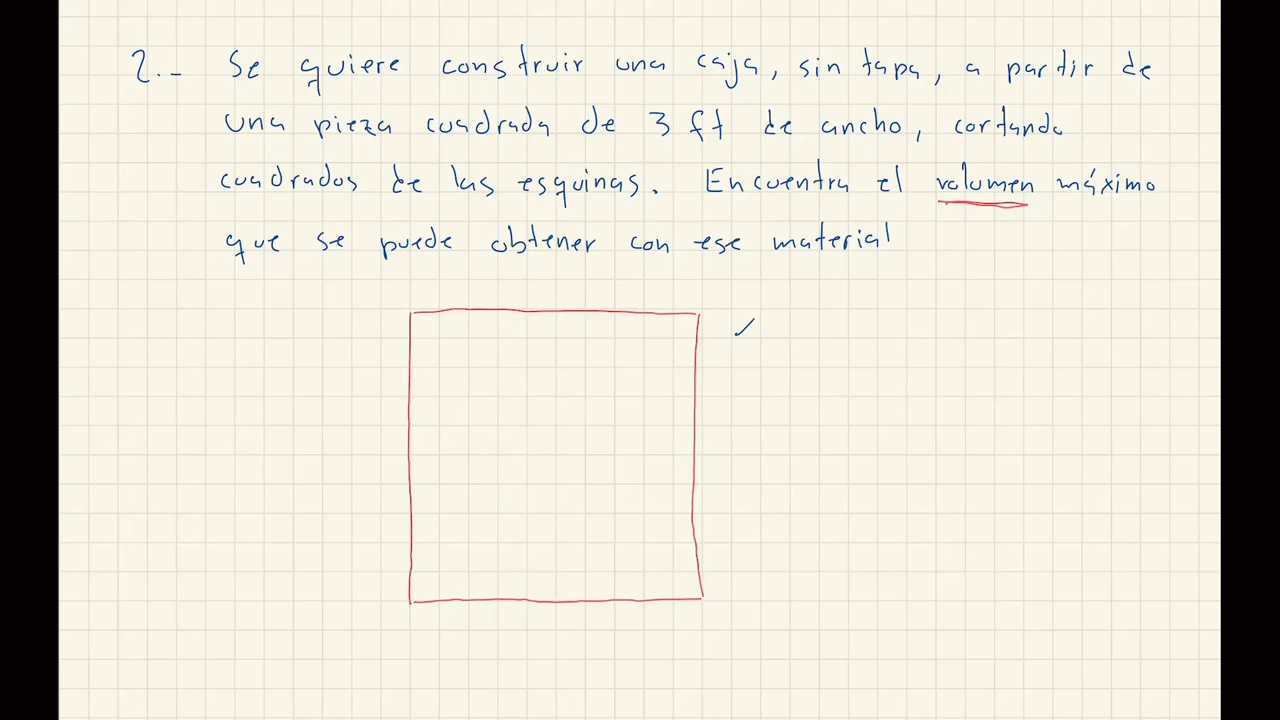 2.- Se quiere construir una caja, sin tapa, a partir de
una pieza cuadrada de 3 ft de ancho, cortando
cuadrados de las esquinas. Encuentra el volumen máximo
que se puede obtener con ese material